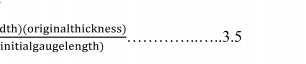 dth)(originalthickness)
initialgaugelength) …………..…..3.5